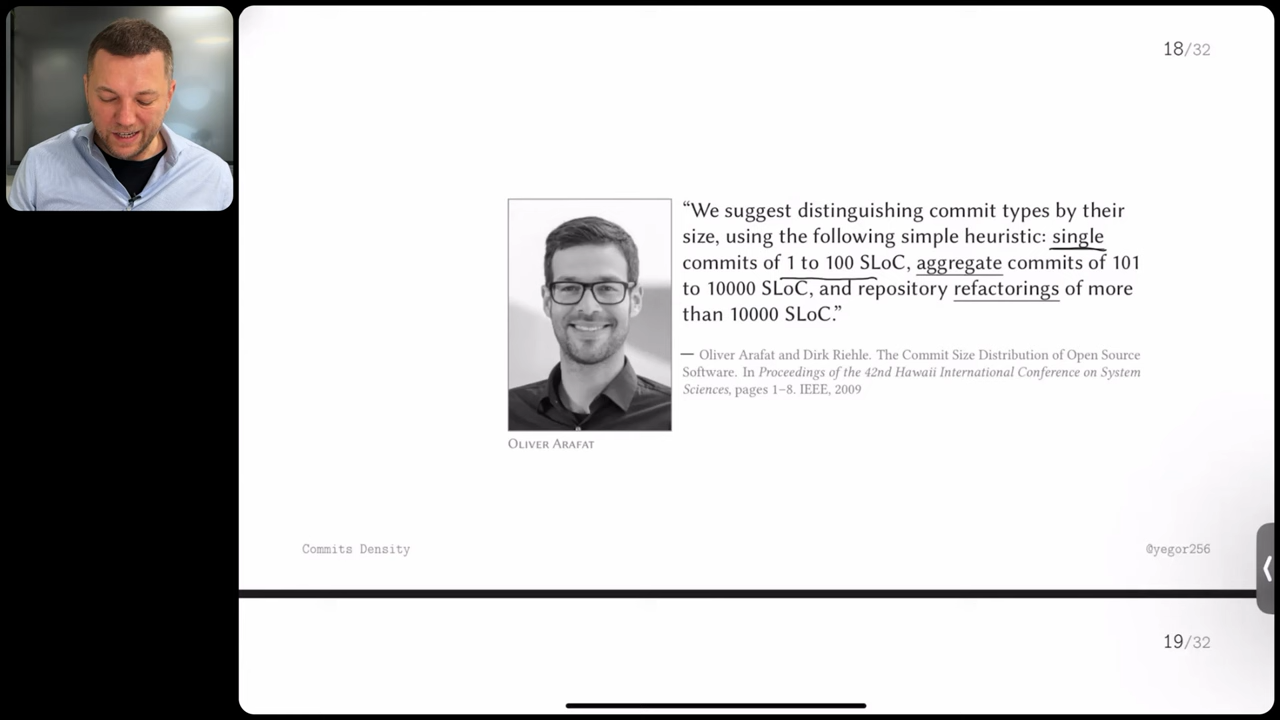 18/32
“We suggest distinguishing commit types by their
size, using the following simple heuristic: single
commits of 1 to 100 SLoC, aggregate commits of 101
to 10000 SLoC, and repository refactorings of more
than 10000 SLoC.”
— Oliver Arafat and Dirk Riehle. The Commit Size Distribution of Open Source
Software. In Proceedings of the 42nd Hawaii International Conference on System
Sciences, pages 1–8. IEEE, 2009
Oliver Arafat
Commits Density
@yegor256
19/32